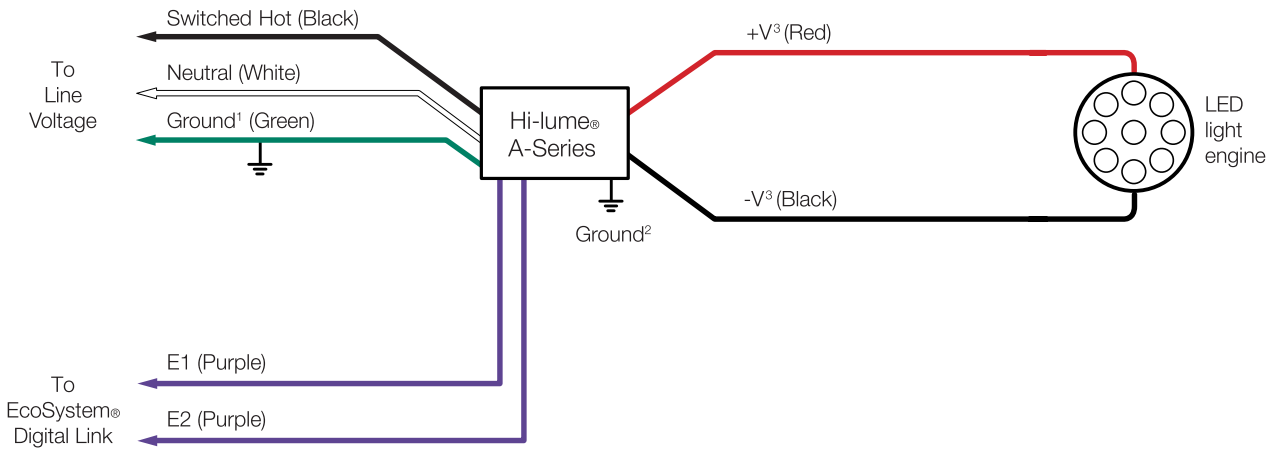 Switched Hot (Black)
To
Line
Voltage
Neutral (White)
Ground¹ (Green)
Hi-lume®
A-Series
Ground²
+V³ (Red)
-V³ (Black)
LED
light
engine
To
EcoSystem®
Digital Link
E1 (Purple)
E2 (Purple)